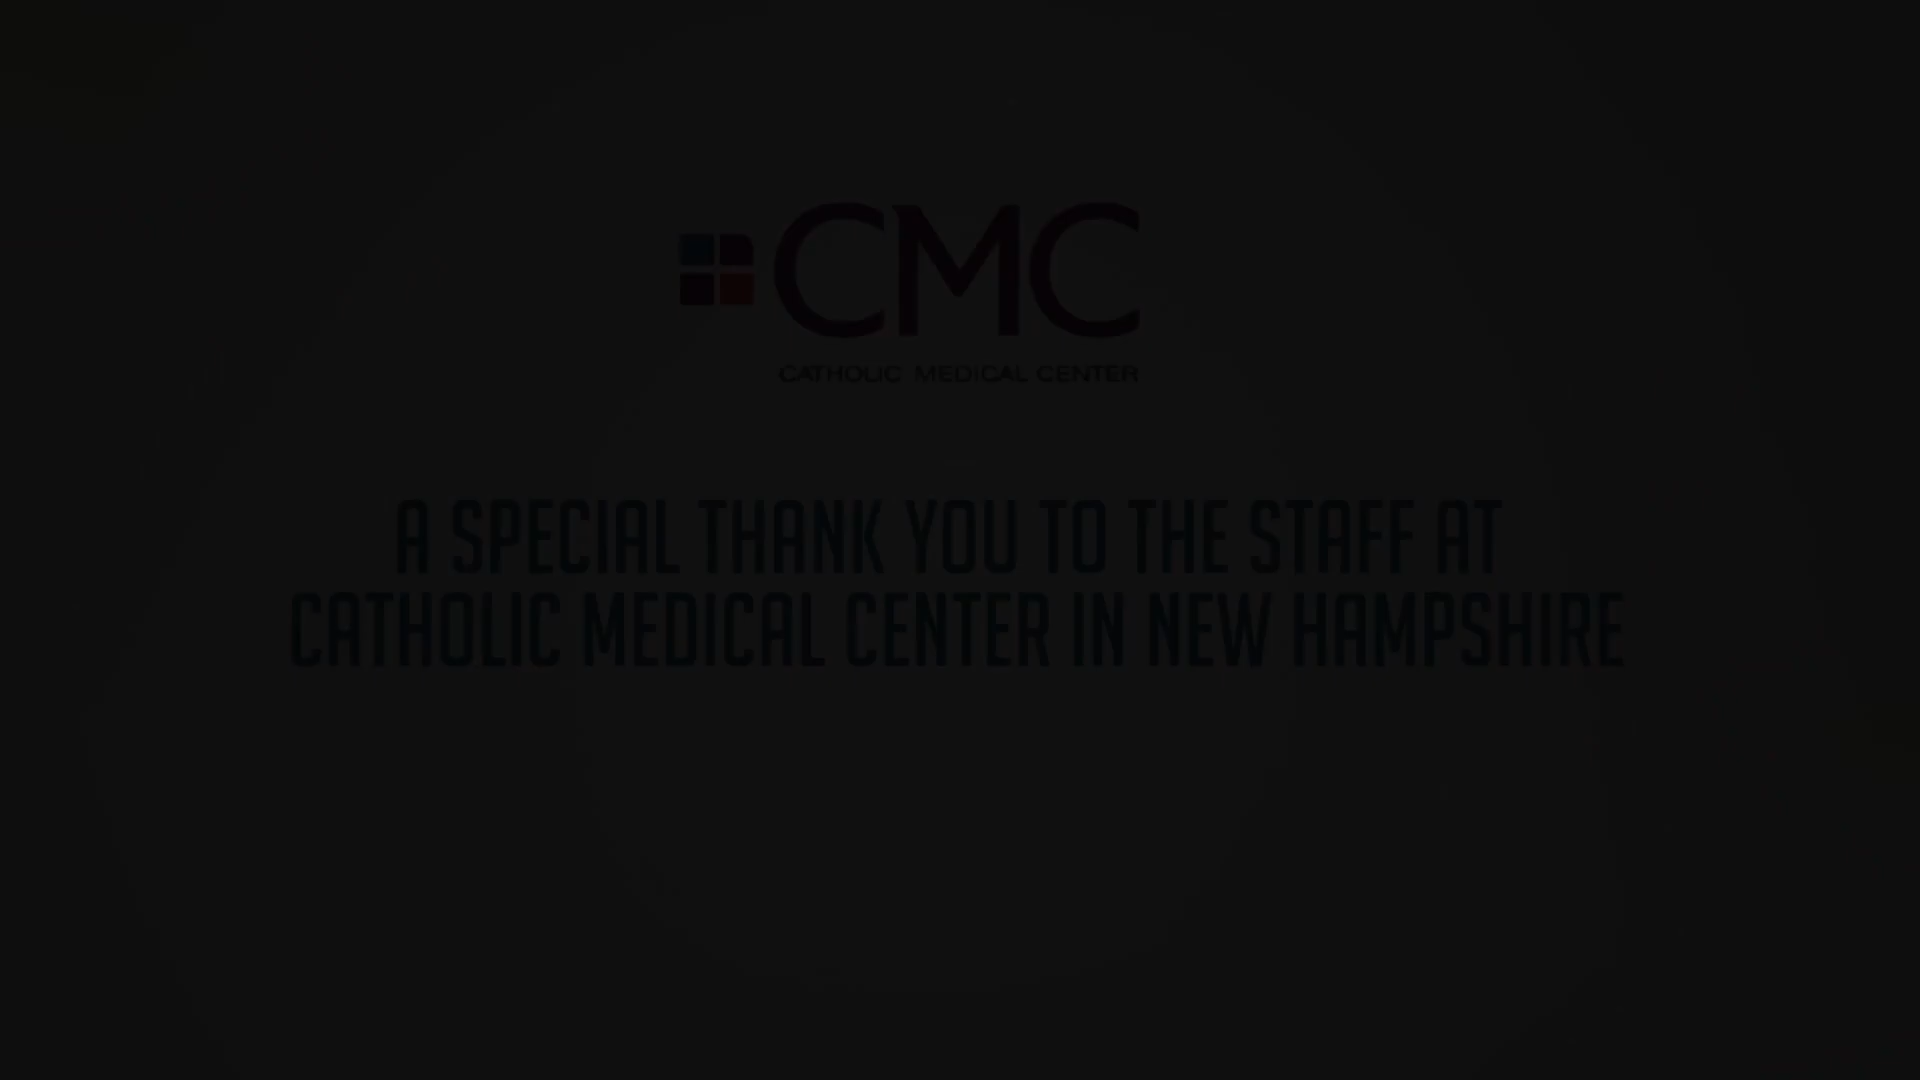 CMC
CATHOLIC MEDICAL CENTER
A SPECIAL THANK YOU TO THE STAFF AT
CATHOLIC MEDICAL CENTER IN NEW HAMPSHIRE